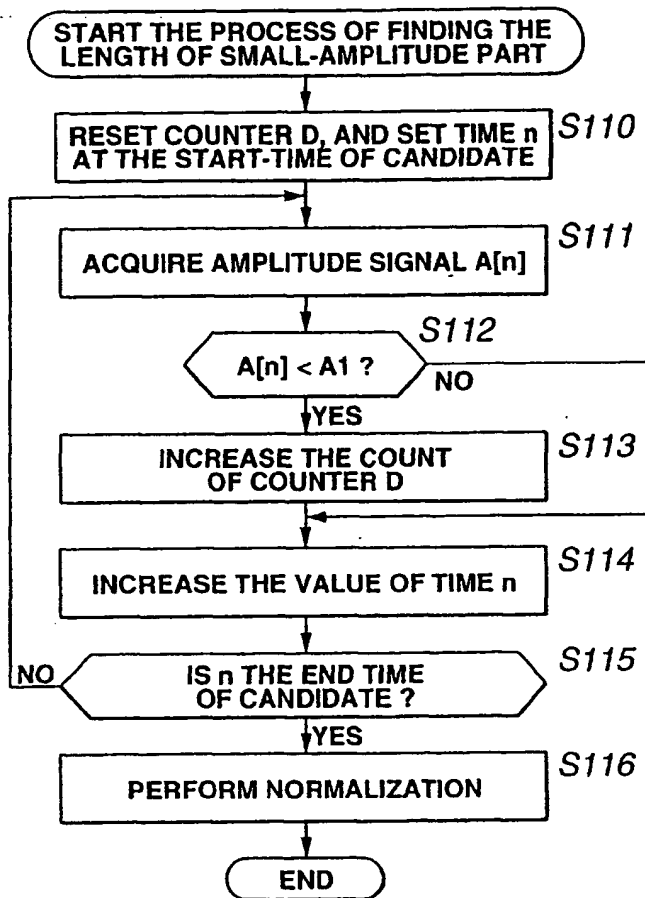 START THE PROCESS OF FINDING THE
LENGTH OF SMALL-AMPLITUDE PART
S110
RESET COUNTER D, AND SET TIME n
AT THE START-TIME OF CANDIDATE
S111
ACQUIRE AMPLITUDE SIGNAL A[n]
S112
A[n] < A1 ?
NO
YES
S113
INCREASE THE COUNT
OF COUNTER D
S114
INCREASE THE VALUE OF TIME n
S115
NO
IS n THE END TIME
OF CANDIDATE ?
YES
S116
PERFORM NORMALIZATION
END